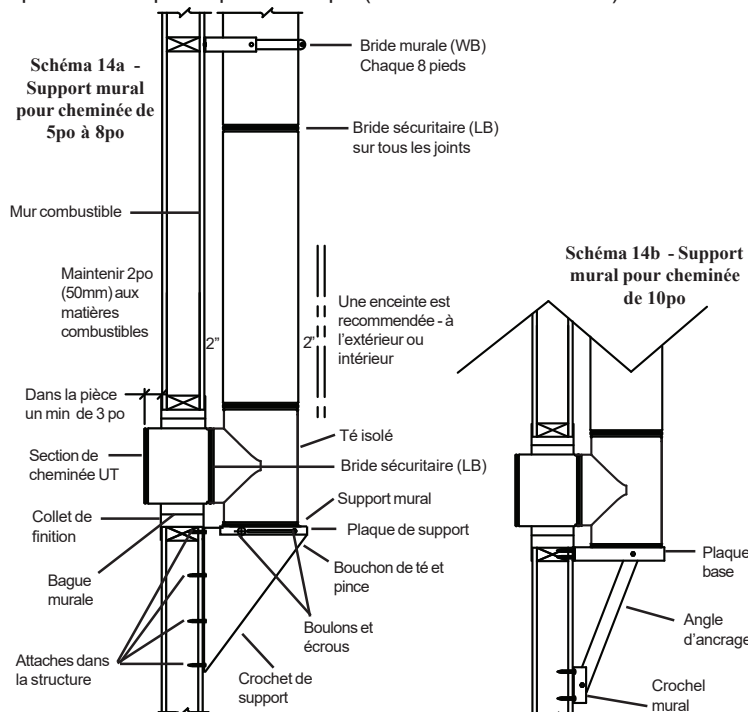 Bride murale (WB)
Chaque 8 pieds
Schéma 14a -
Support mural
pour cheminée de
5po à 8po
Bride sécuritaire (LB)
sur tous les joints
Mur combustible
Maintenir 2po
(50mm) aux
matières
combustibles
2"
2"
Une enceinte est
recommendée - à
l'extérieur ou
intérieur
Dans la pièce
un min de 3 po
Té isolé
Section de
cheminée UT
Bride sécuritaire (LB)
Support mural
Collet de
finition
Plaque de support
Bouchon de té et
pince
Bague
murale
Boulons et
écrous
Attaches dans
la structure
Crochet de
support
Schéma 14b - Support
mural pour cheminée
de 10po
Plaque
base
Angle
d'ancrage
Crochel
mural